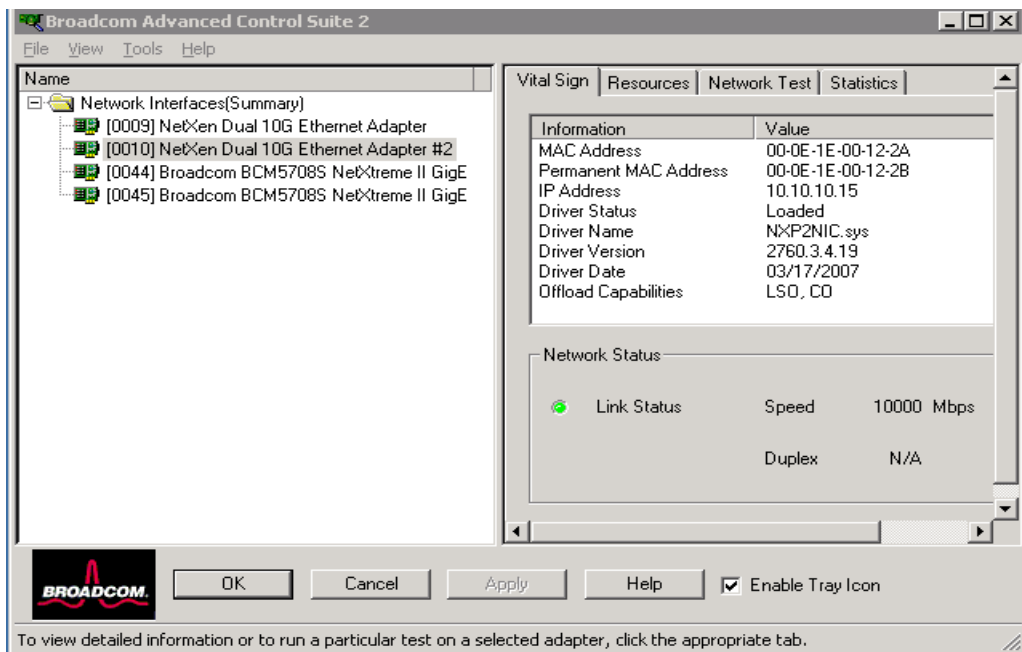 Broadcom Advanced Control Suite 2
File View Tools Help
Name
Network Interfaces(Summary)
[0009] NetXen Dual 10G Ethernet Adapter
[0010] NetXen Dual 10G Ethernet Adapter #2
[0044] Broadcom BCM5708S NetXtreme II GigE
[0045] Broadcom BCM5708S NetXtreme II GigE
Vital Sign Resources Network Test Statistics
Information Value
MAC Address 00-0E-1E-00-12-2A
Permanent MAC Address 00-0E-1E-00-12-2B
IP Address 10.10.10.15
Driver Status Loaded
Driver Name NXP2NIC.sys
Driver Version 2760.3.4.19
Driver Date 03/17/2007
Offload Capabilities LSO, CO
Network Status
Link Status Speed 10000 Mbps
Duplex N/A
BROADCOM.
OK Cancel Apply Help Enable Tray Icon
To view detailed information or to run a particular test on a selected adapter, click the appropriate tab.